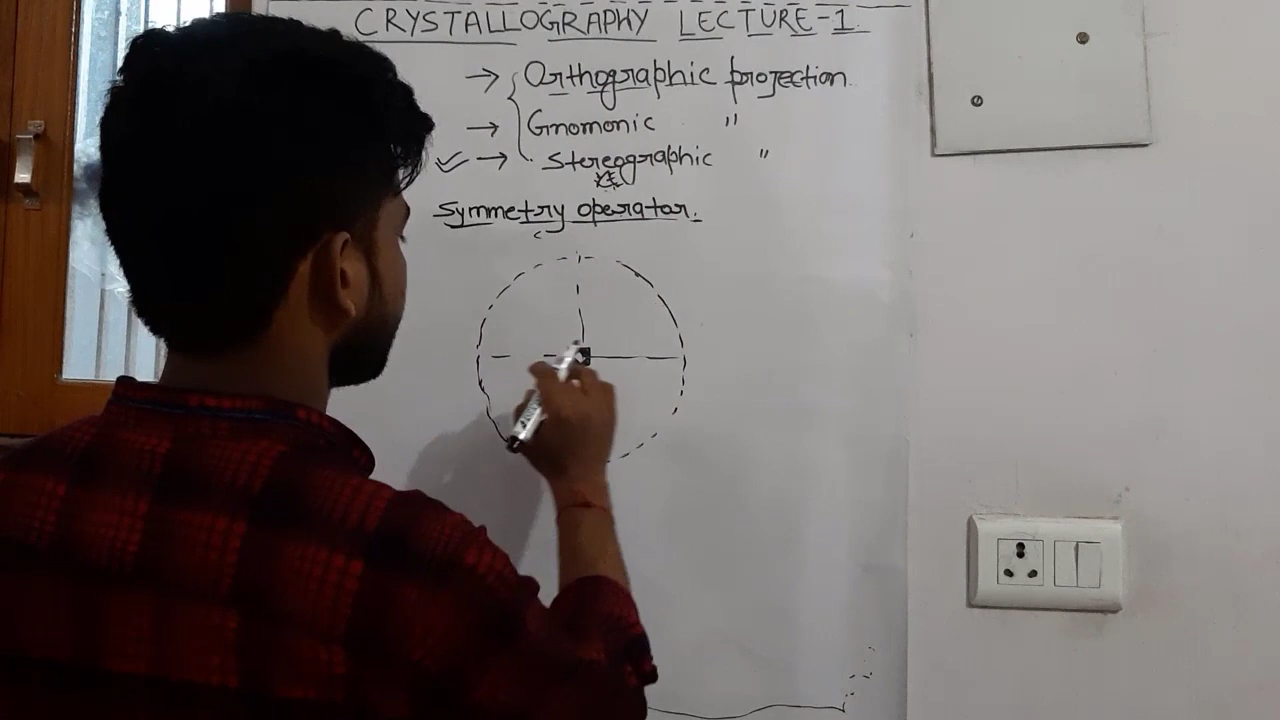 CRYSTALLOGRAPHY LECTURE-1
→ Orthographic projection
→ Gnomonic "
✓ → Stereographic "
Symmetry operator.